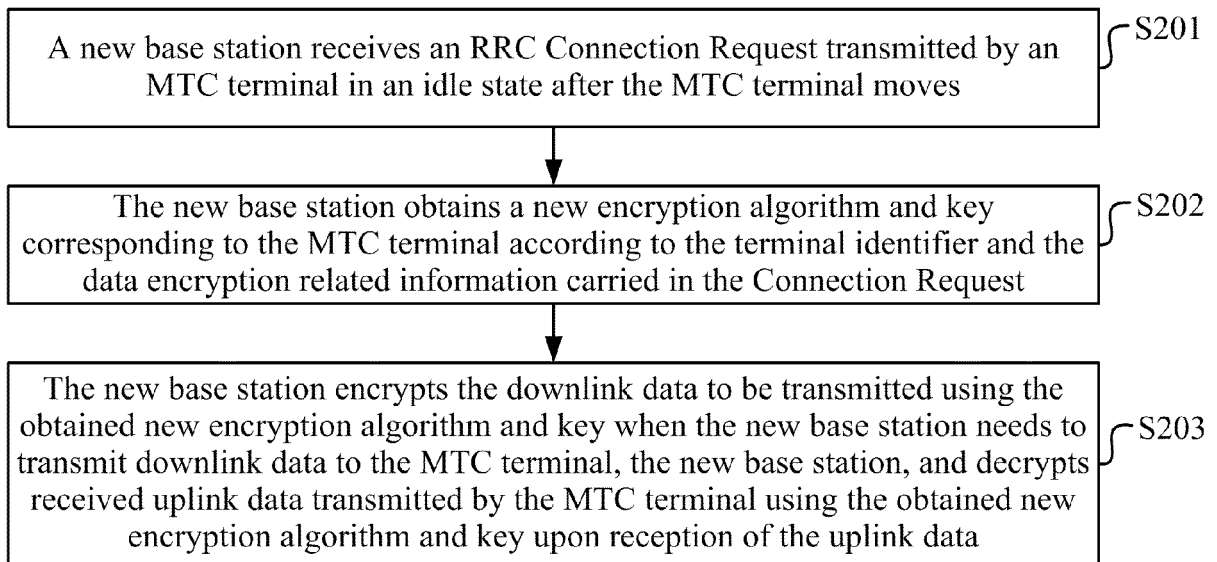 A new base station receives an RRC Connection Request transmitted by an
MTC terminal in an idle state after the MTC terminal moves
S201
The new base station obtains a new encryption algorithm and key
corresponding to the MTC terminal according to the terminal identifier and the
data encryption related information carried in the Connection Request
S202
The new base station encrypts the downlink data to be transmitted using the
obtained new encryption algorithm and key when the new base station needs to
transmit downlink data to the MTC terminal, the new base station, and decrypts
received uplink data transmitted by the MTC terminal using the obtained new
encryption algorithm and key upon reception of the uplink data
S203